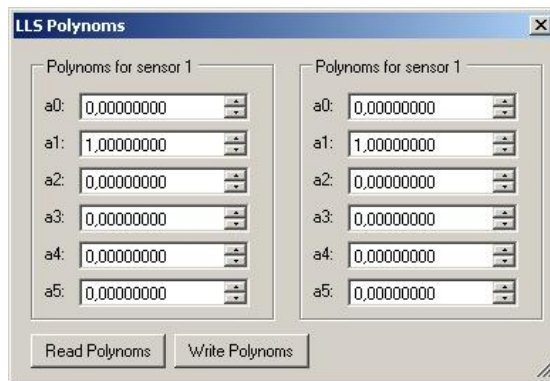 LLS Polynoms
Polynoms for sensor 1
a0: 0,00000000
a1: 1,00000000
a2: 0,00000000
a3: 0,00000000
a4: 0,00000000
a5: 0,00000000
Polynoms for sensor 1
a0: 0,00000000
a1: 1,00000000
a2: 0,00000000
a3: 0,00000000
a4: 0,00000000
a5: 0,00000000
Read Polynoms Write Polynoms